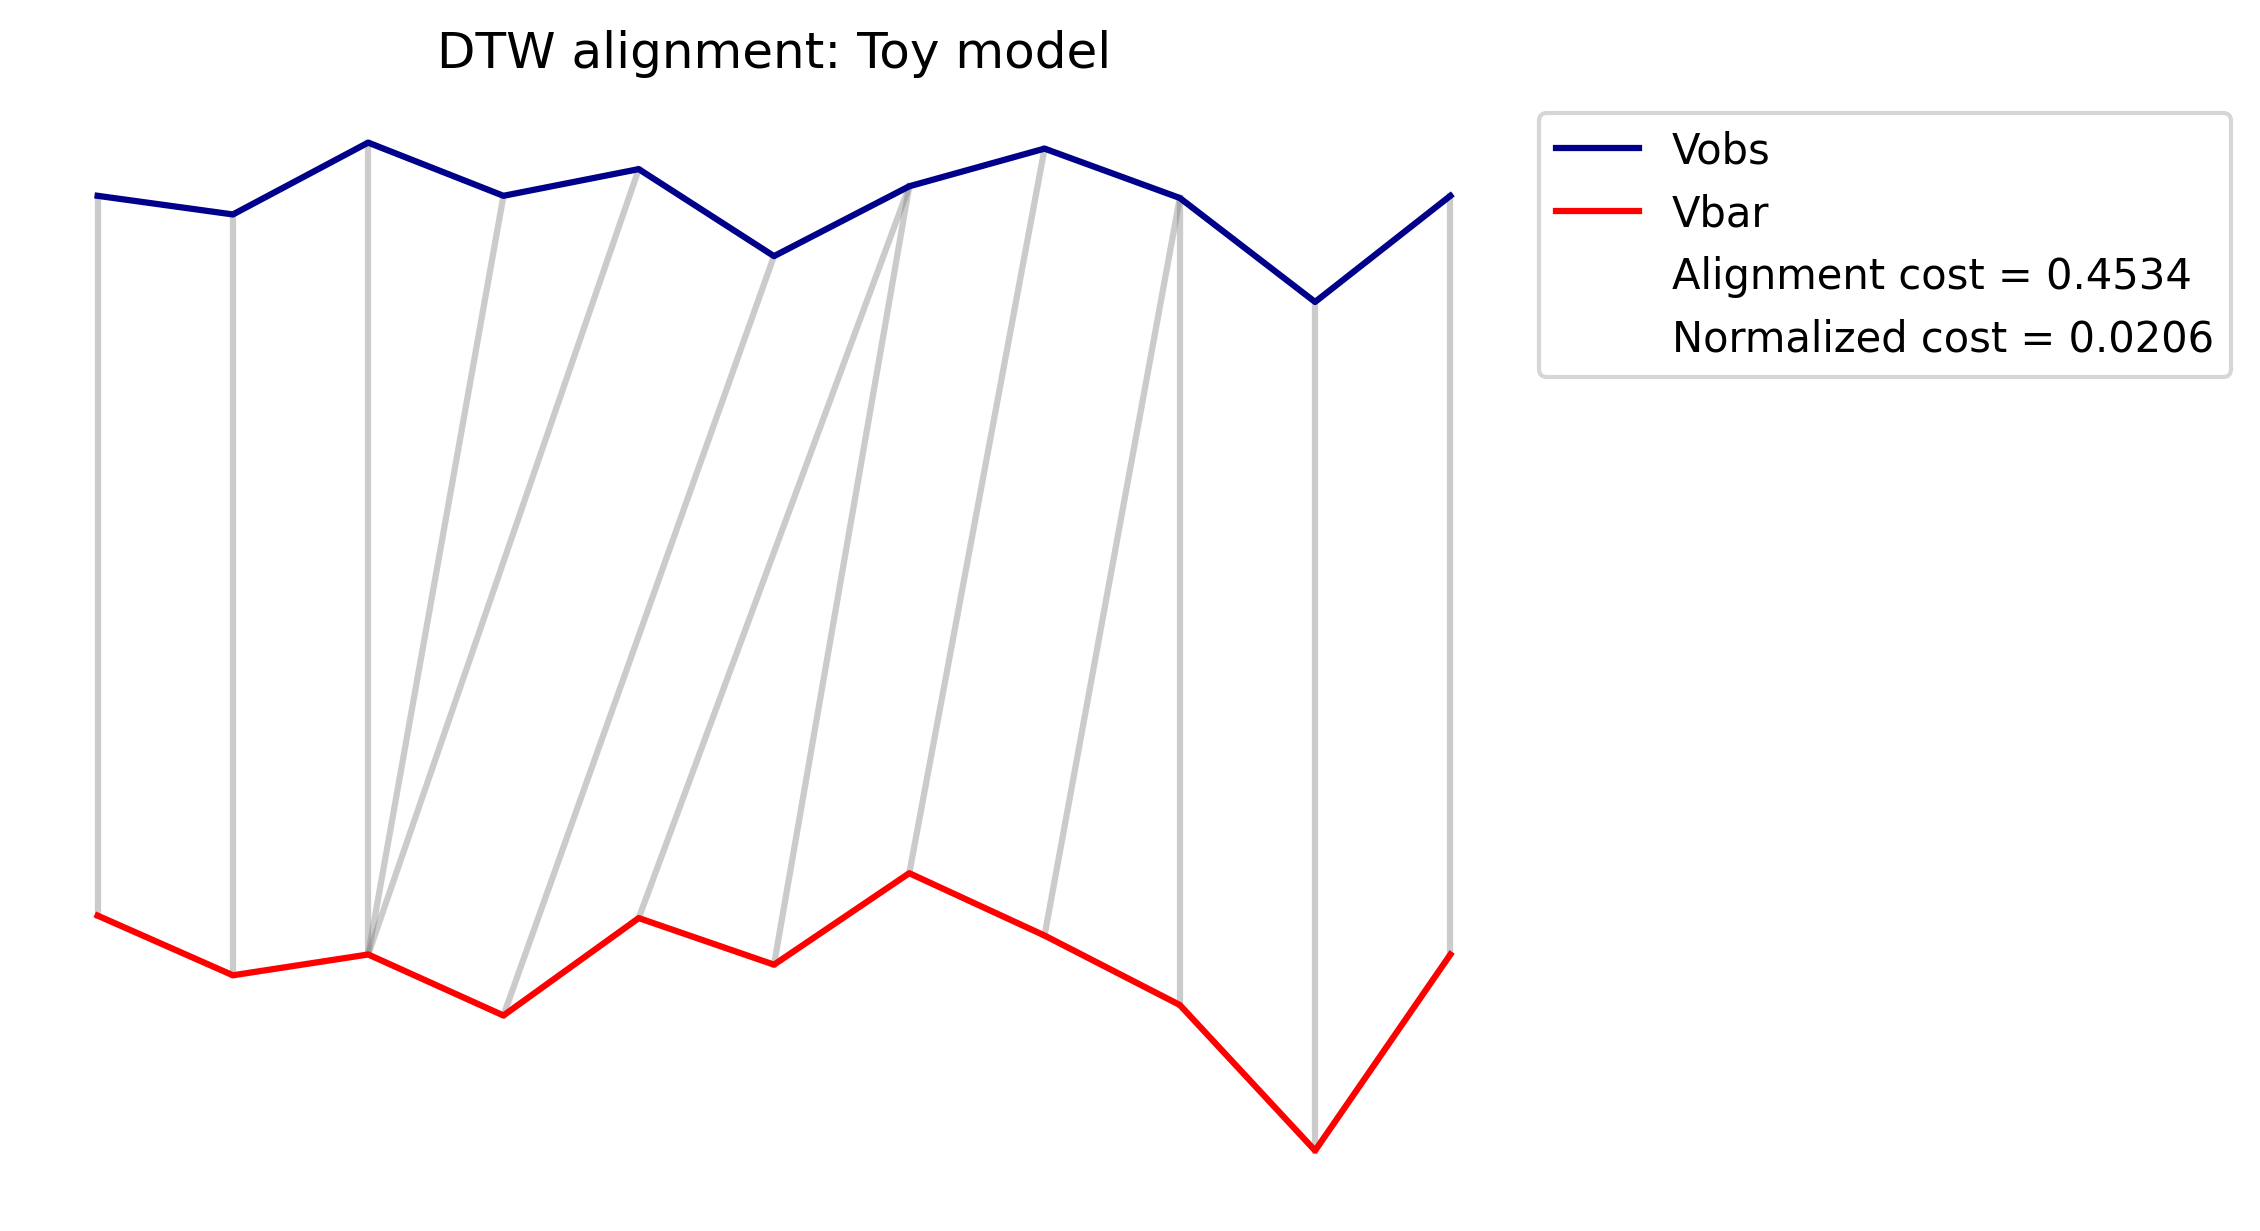 DTW alignment: Toy model
Vobs
Vbar
Alignment cost = 0.4534
Normalized cost = 0.0206